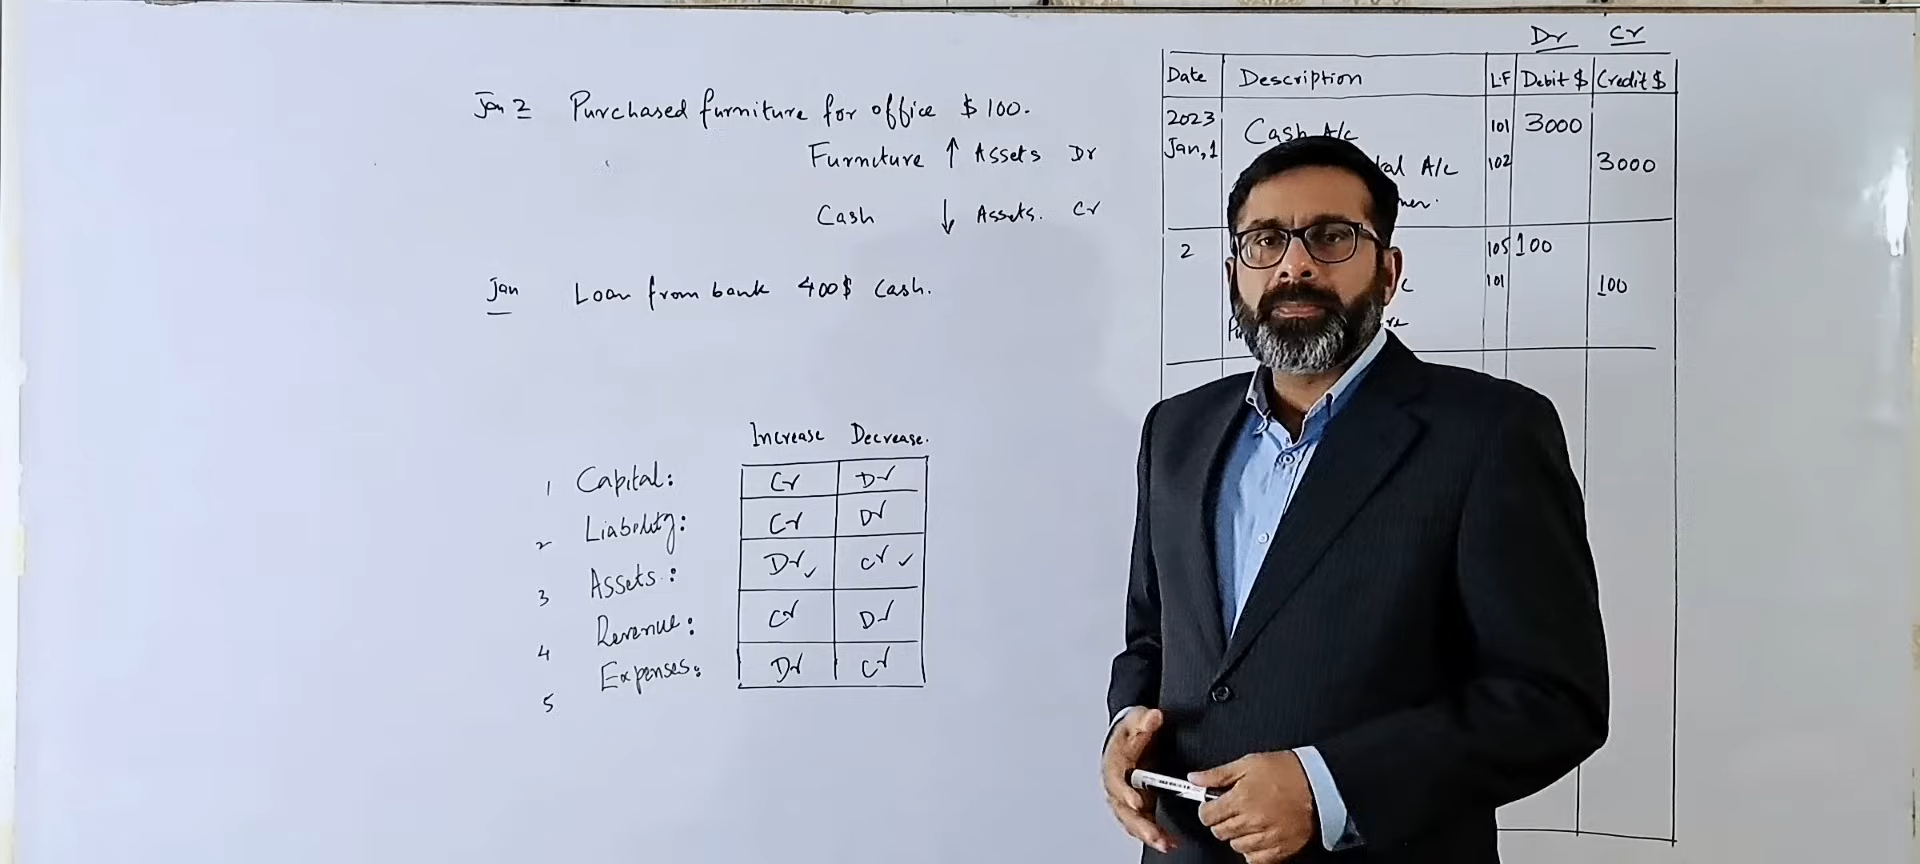 Jan 2 Purchased furniture for office $ 100.
Furniture ↑ Assets Dr
Cash ↓ Assets. Cr
Jan Loan from bank 400$ Cash.
Increase Decrease.
1 Capital: Cr Dr
2 Liability: Cr Dr
3 Assets: Dr✓ Cr✓
4 Revenue: Cr Dr
5 Expenses: Dr Cr
Dr Cr
Date Description L.F Debit $ Credit $
2023
Jan, 1 Cash A/c 101 3000
A/c 102 3000
2 105 100
101 100